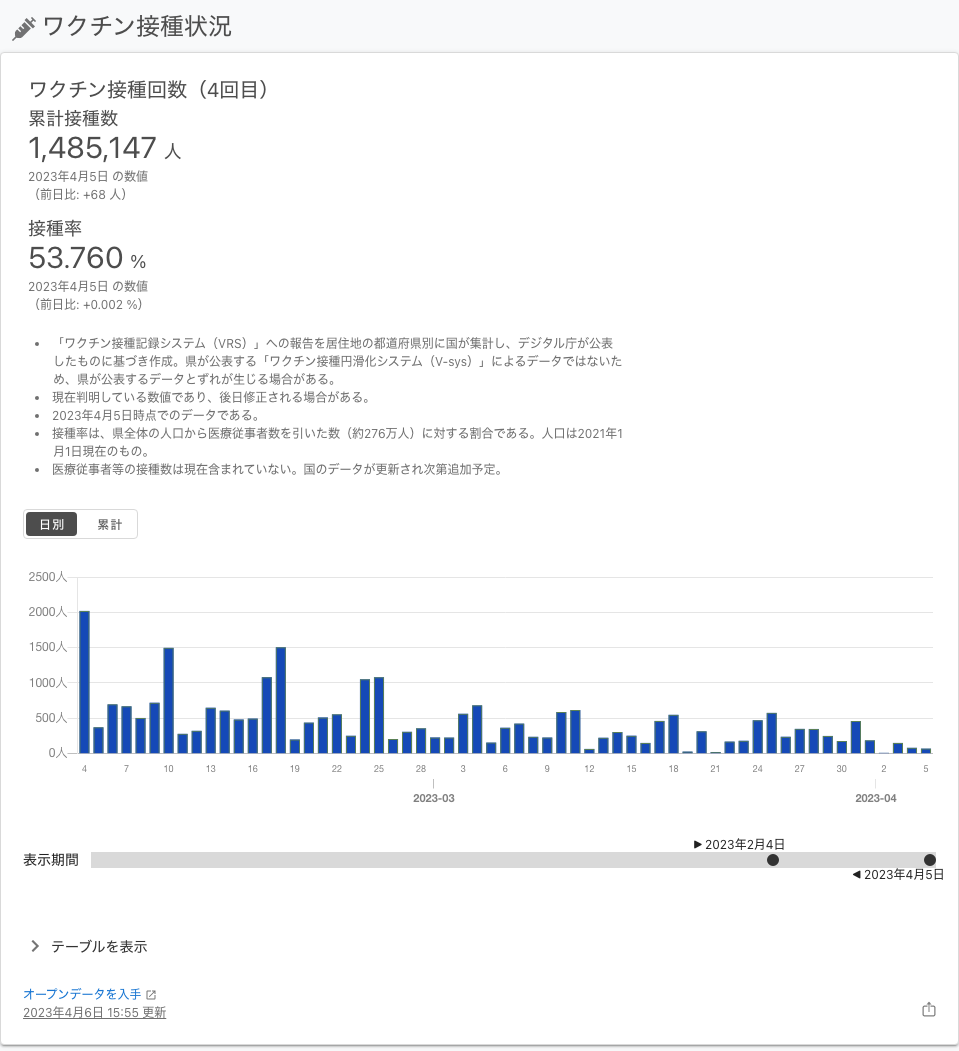 ワクチン接種状況
ワクチン接種回数（4回目）
累計接種数
1,485,147 人
2023年4月5日 の数値
（前日比: +68 人）
接種率
53.760 %
2023年4月5日 の数値
（前日比: +0.002 %）
• 「ワクチン接種記録システム（VRS）」への報告を居住地の都道府県別に国が集計し、デジタル庁が公表
したものに基づき作成。県が公表する「ワクチン接種円滑化システム（V-sys）」によるデータではないた
め、県が公表するデータとずれが生じる場合がある。
• 現在判明している数値であり、後日修正される場合がある。
• 2023年4月5日時点でのデータである。
• 接種率は、県全体の人口から医療従事者数を引いた数（約276万人）に対する割合である。人口は2021年1
月1日現在のもの。
• 医療従事者等の接種数は現在含まれていない。国のデータが更新され次第追加予定。
日別 累計
2500人
2000人
1500人
1000人
500人
0人
4 7 10 13 16 19 22 25 28 3 6 9 12 15 18 21 24 27 30 2 5
2023-03 2023-04
▶ 2023年2月4日
表示期間
◀ 2023年4月5日
テーブルを表示
オープンデータを入手
2023年4月6日 15:55 更新